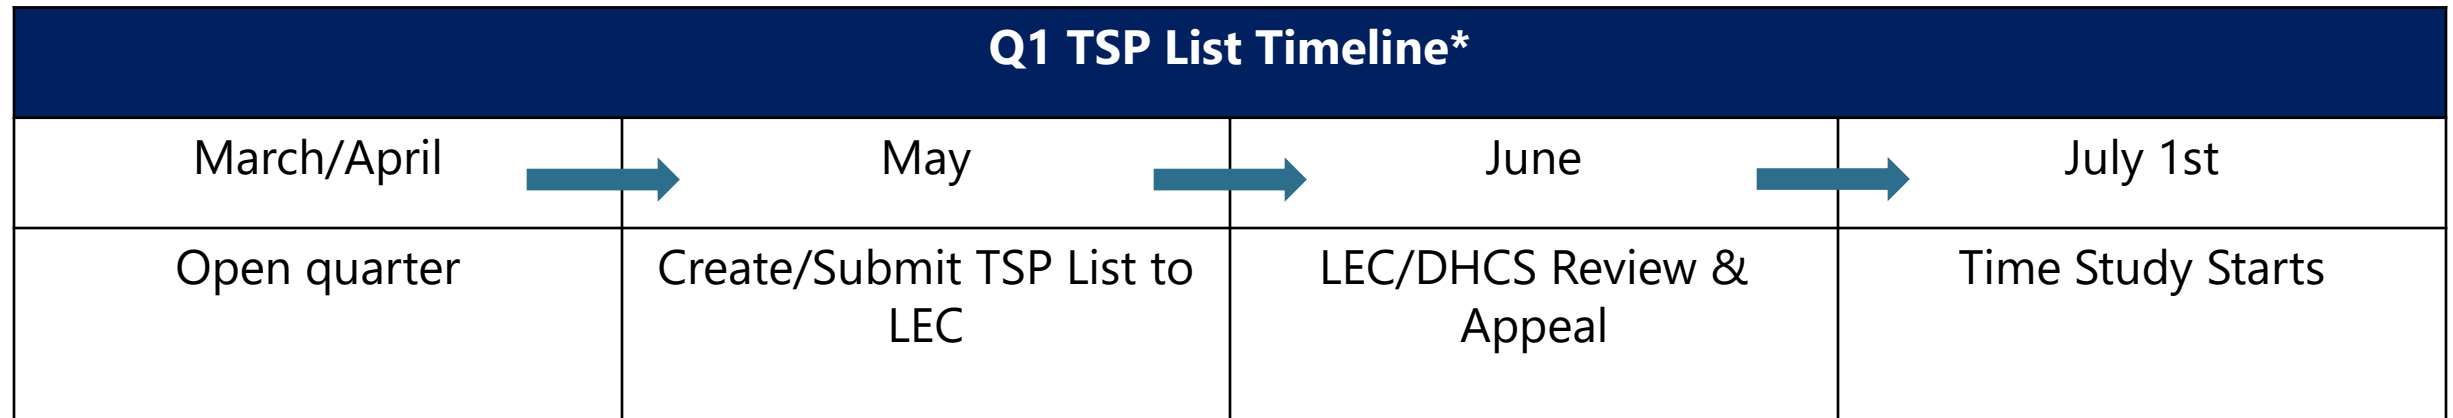 Q1 TSP List Timeline*
March/April
May
June
July 1st
Open quarter
Create/Submit TSP List to
LEC
LEC/DHCS Review &
Appeal
Time Study Starts